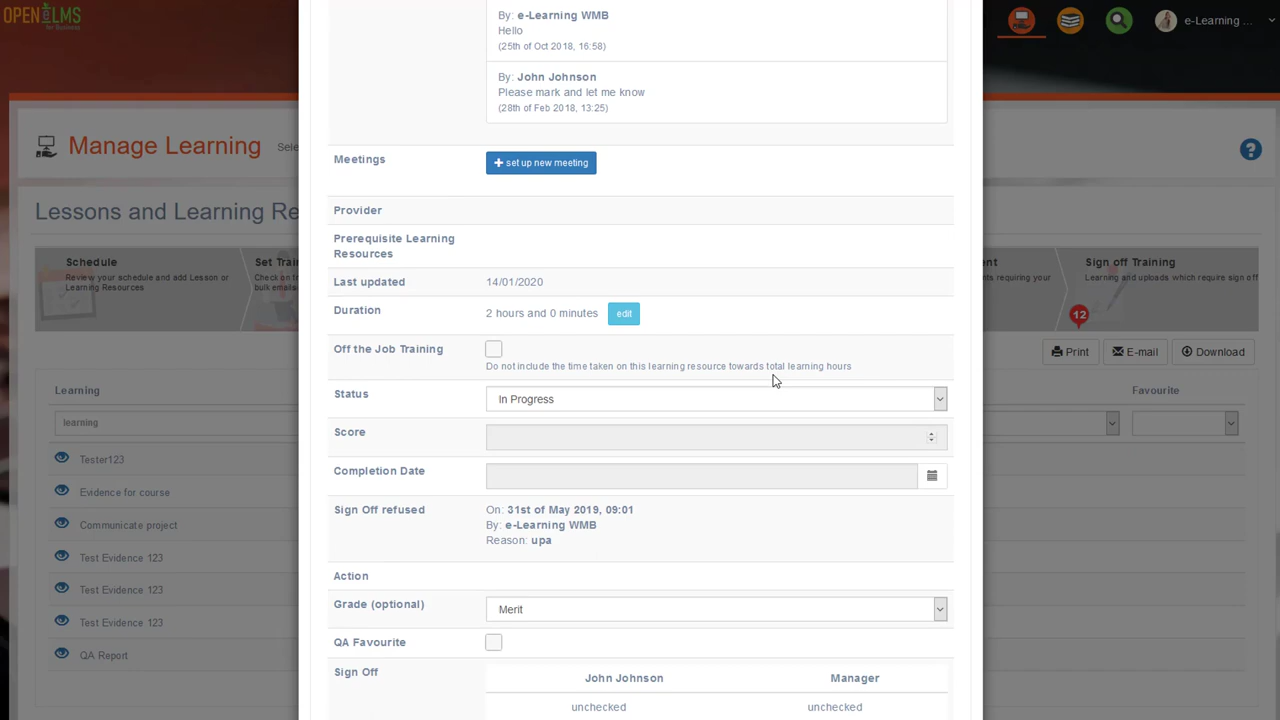 OPEN LMS
for Business
e-Learning ...
By: e-Learning WMB
Hello
(25th of Oct 2018, 16:58)
By: John Johnson
Please mark and let me know
(28th of Feb 2018, 13:25)
Manage Learning
Sele
Meetings
+ set up new meeting
Lessons and Learning Re
Provider
Prerequisite Learning
Resources
Last updated
14/01/2020
Schedule
Review your schedule and add Lesson or
Learning Resources
Set Trai
Check on t
bulk emails
ent
nts requiring your
Sign off Training
Learning and uploads which require sign off
12
Duration
2 hours and 0 minutes
edit
Off the Job Training
Do not include the time taken on this learning resource towards total learning hours
Print
E-mail
Download
Status
In Progress
Learning
Favourite
learning
Score
Tester123
Completion Date
Evidence for course
Sign Off refused
On: 31st of May 2019, 09:01
By: e-Learning WMB
Reason: upa
Communicate project
Test Evidence 123
Action
Test Evidence 123
Grade (optional)
Merit
Test Evidence 123
QA Favourite
QA Report
Sign Off
John Johnson
Manager
unchecked
unchecked